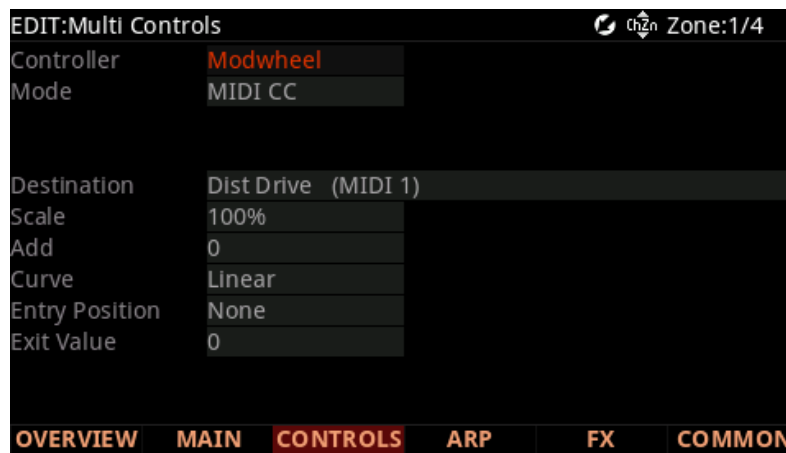 EDIT:Multi Controls ChZn Zone:1/4
Controller Modwheel
Mode MIDI CC
Destination Dist Drive (MIDI 1)
Scale 100%
Add 0
Curve Linear
Entry Position None
Exit Value 0
OVERVIEW MAIN CONTROLS ARP FX COMMON